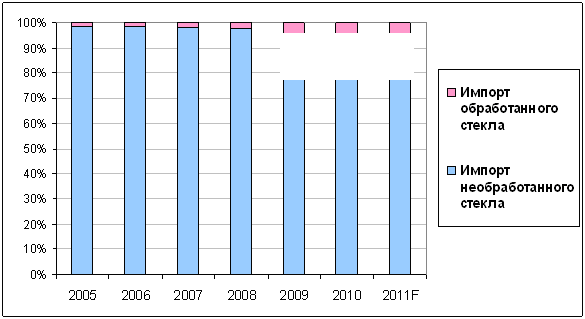 100%
90%
80%
70%
60%
50%
40%
30%
20%
10%
0%
2005 2006 2007 2008 2009 2010 2011F
Импорт
обработанного
стекла
Импорт
необработанного
стекла